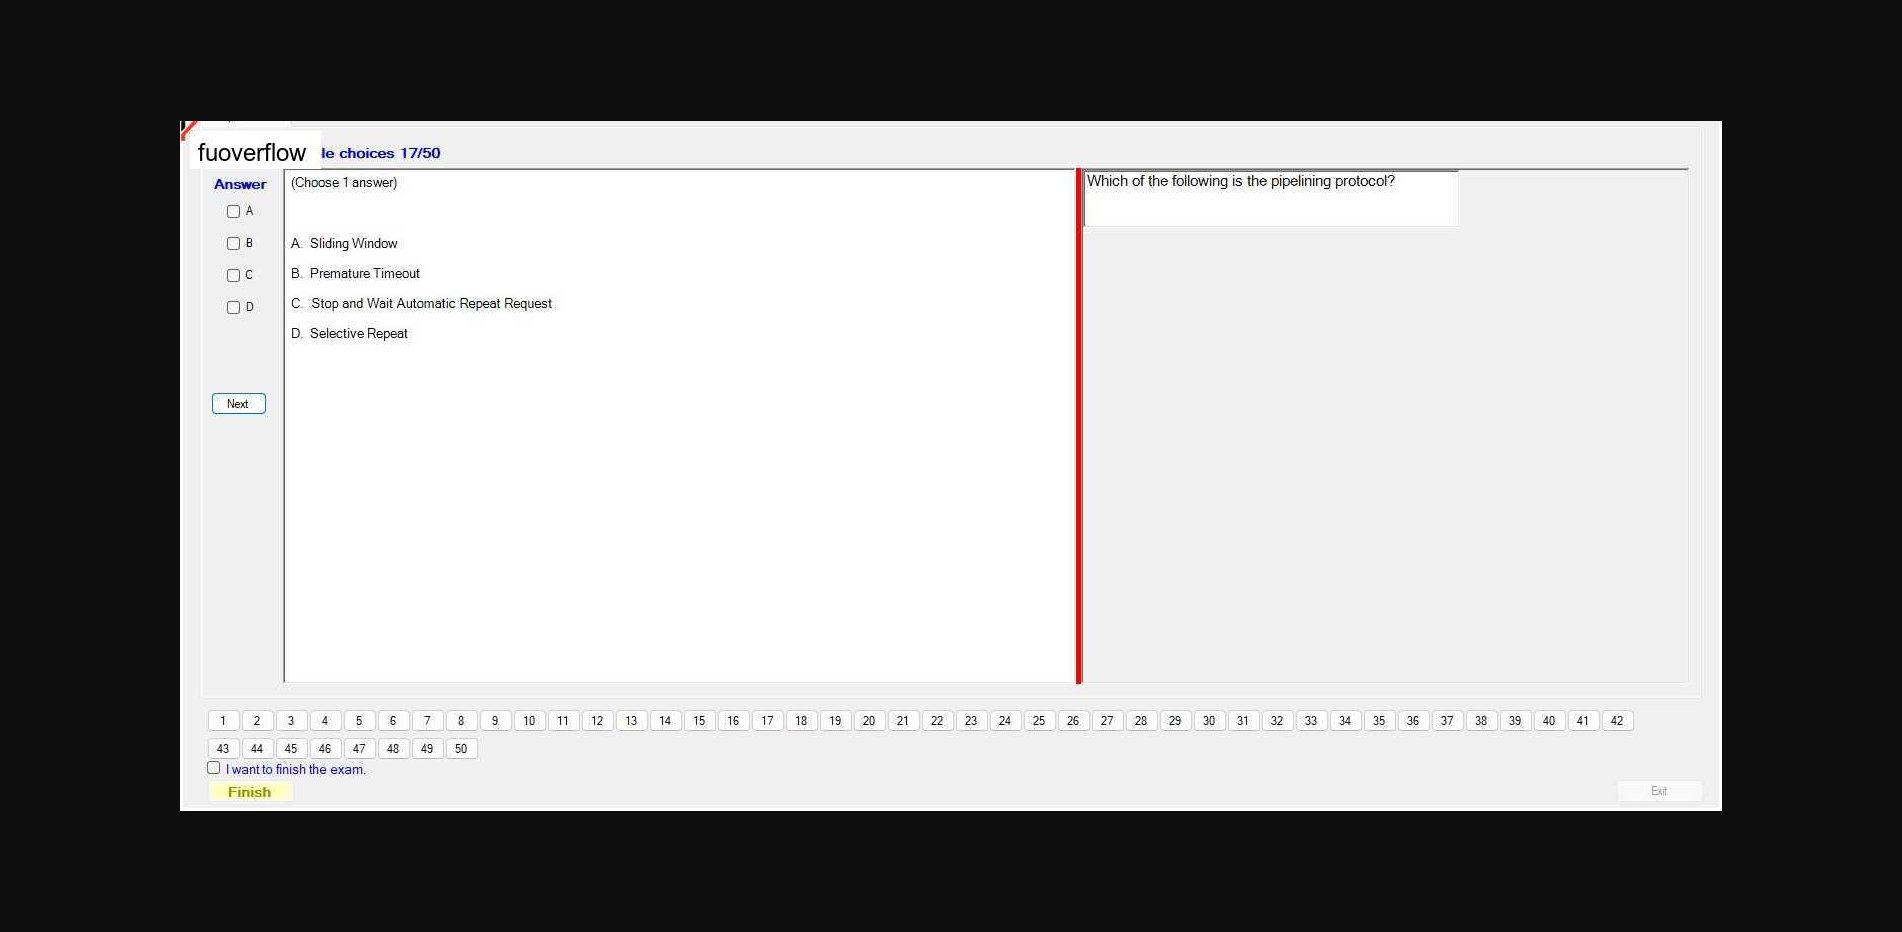 fuoverflow le choices 17/50
Answer
A
B
C
D
Next
(Choose 1 answer)
A. Sliding Window
B. Premature Timeout
C. Stop and Wait Automatic Repeat Request
D. Selective Repeat
Which of the following is the pipelining protocol?
1 2 3 4 5 6 7 8 9 10 11 12 13 14 15 16 17 18 19 20 21 22 23 24 25 26 27 28 29 30 31 32 33 34 35 36 37 38 39 40 41 42
43 44 45 46 47 48 49 50
I want to finish the exam.
Finish
Exit